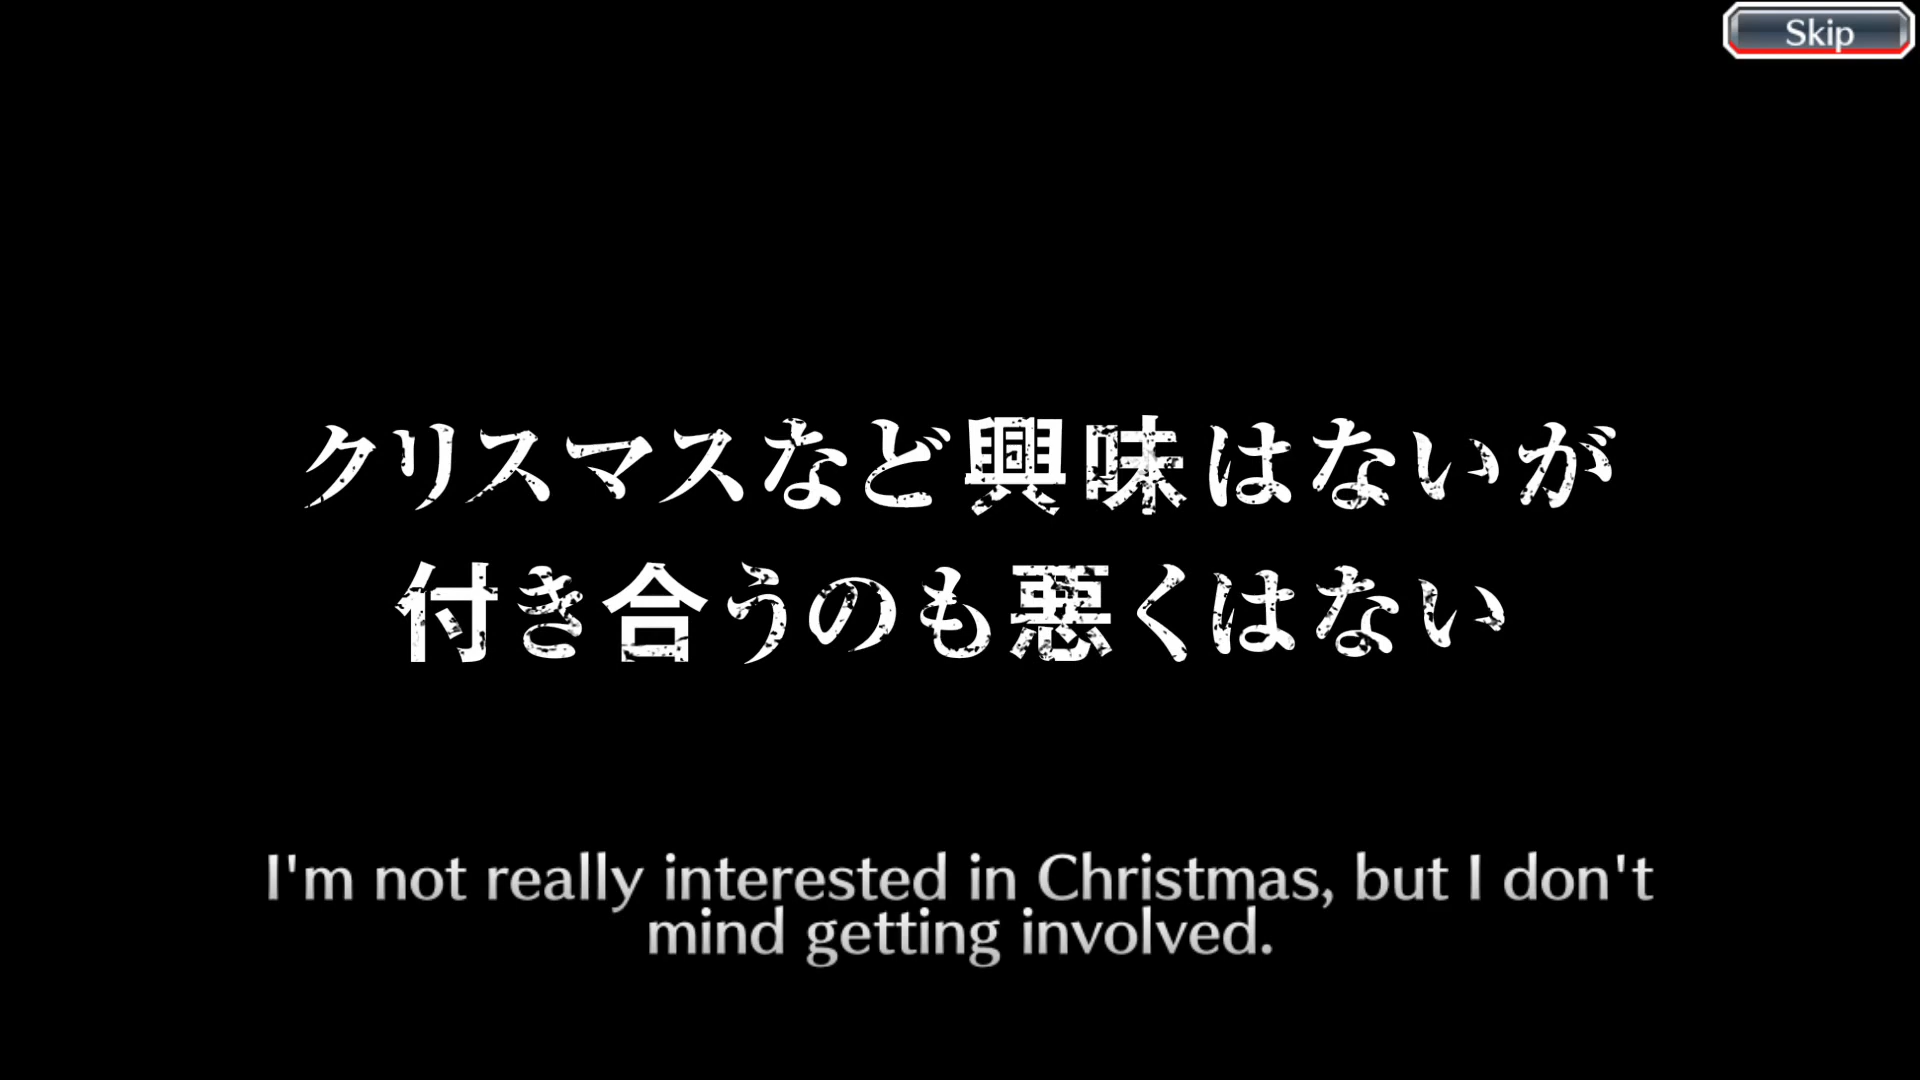 Skip
クリスマスなど興味はないが
付き合うのも悪くはない
I'm not really interested in Christmas, but I don't
mind getting involved.